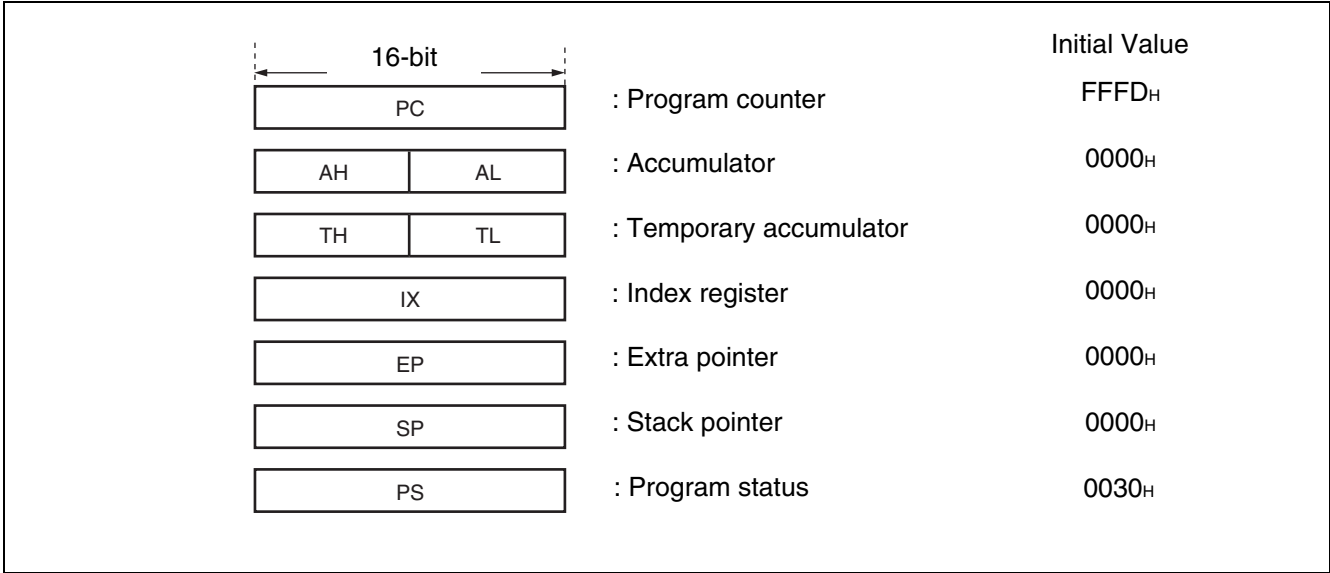 16-bit Initial Value
PC : Program counter FFFDH
AH AL : Accumulator 0000H
TH TL : Temporary accumulator 0000H
IX : Index register 0000H
EP : Extra pointer 0000H
SP : Stack pointer 0000H
PS : Program status 0030H